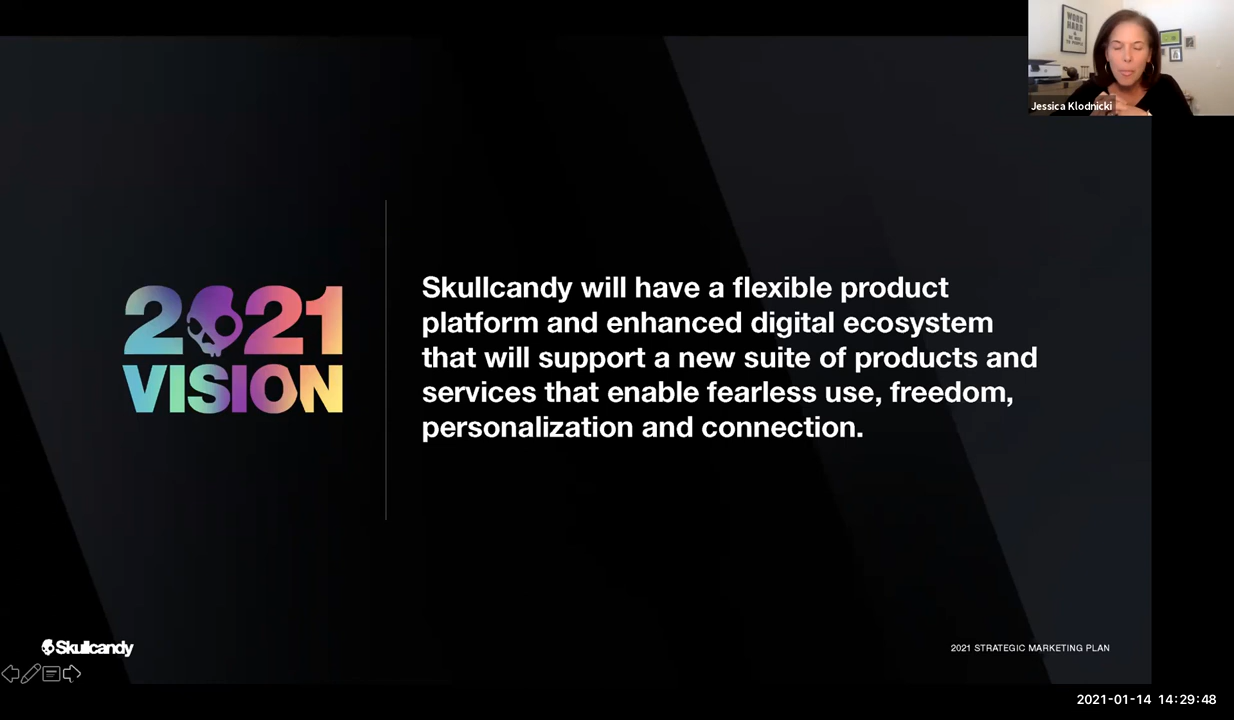 WORK
HARD
Jessica Klodnicki
2021
VISION
Skullcandy will have a flexible product
platform and enhanced digital ecosystem
that will support a new suite of products and
services that enable fearless use, freedom,
personalization and connection.
Skullcandy
2021 STRATEGIC MARKETING PLAN
2021-01-14 14:29:48